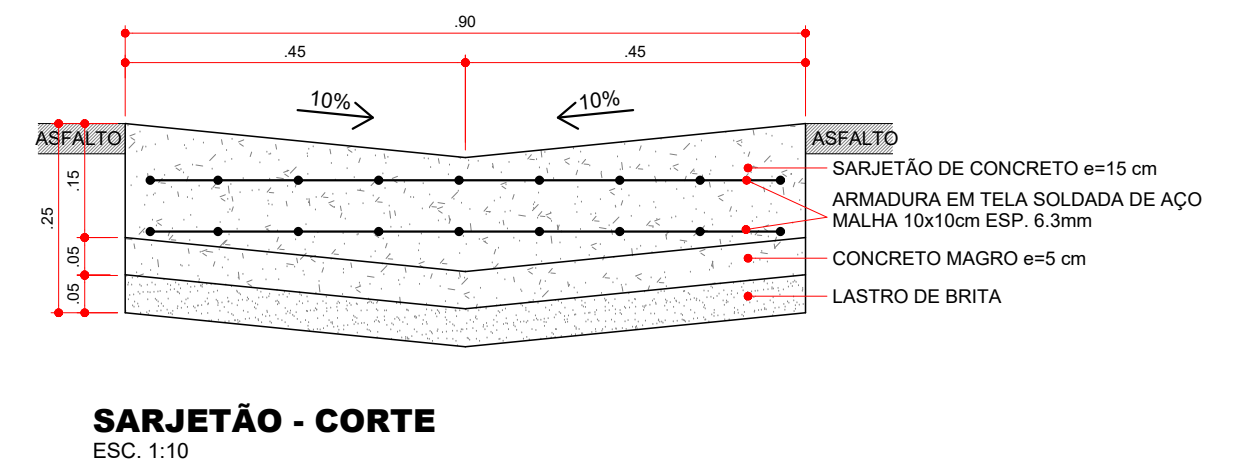 .90
.45
.45
10%
10%
ASFALTO
ASFALTO
.15
.25
.05
.05
SARJETÃO DE CONCRETO e=15 cm
ARMADURA EM TELA SOLDADA DE AÇO
MALHA 10x10cm ESP. 6.3mm
CONCRETO MAGRO e=5 cm
LASTRO DE BRITA
SARJETÃO - CORTE
ESC. 1:10